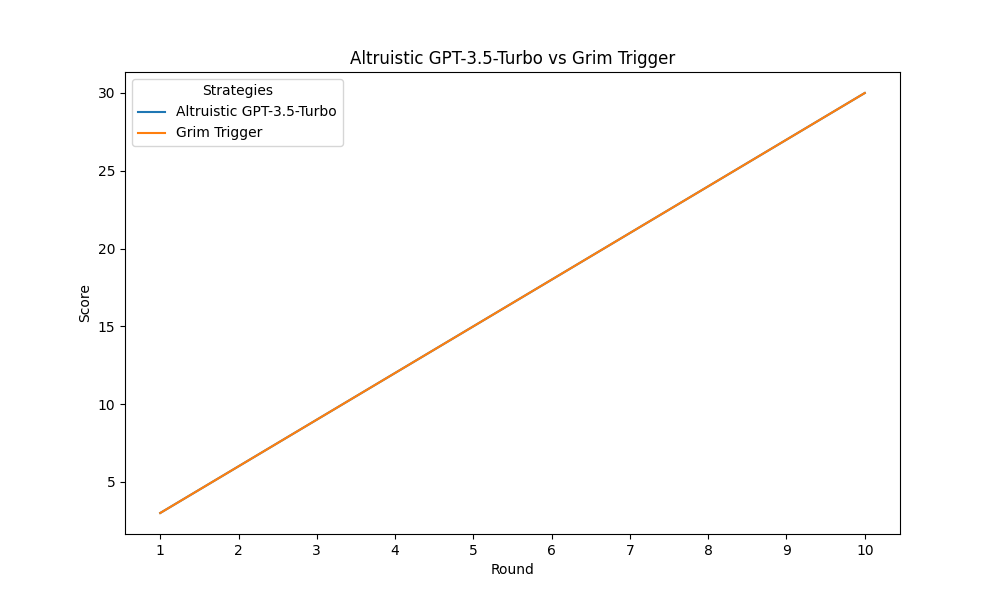 Altruistic GPT-3.5-Turbo vs Grim Trigger
Strategies
Altruistic GPT-3.5-Turbo
Grim Trigger
Score
30
25
20
15
10
5
1 2 3 4 5 6 7 8 9 10
Round